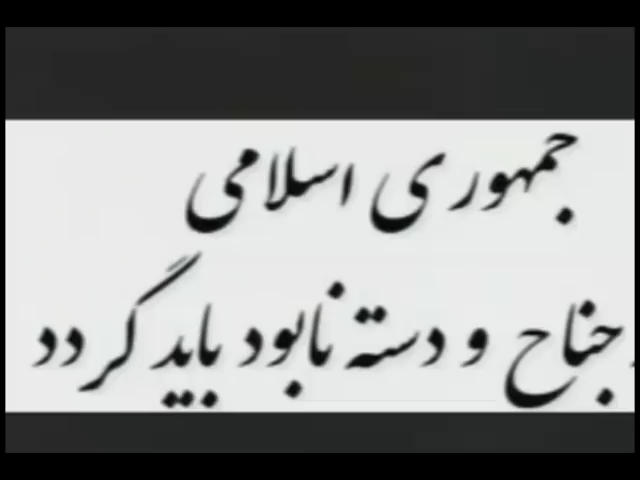 جمهوری اسلامی
جناح و دسته نابود باید گردد